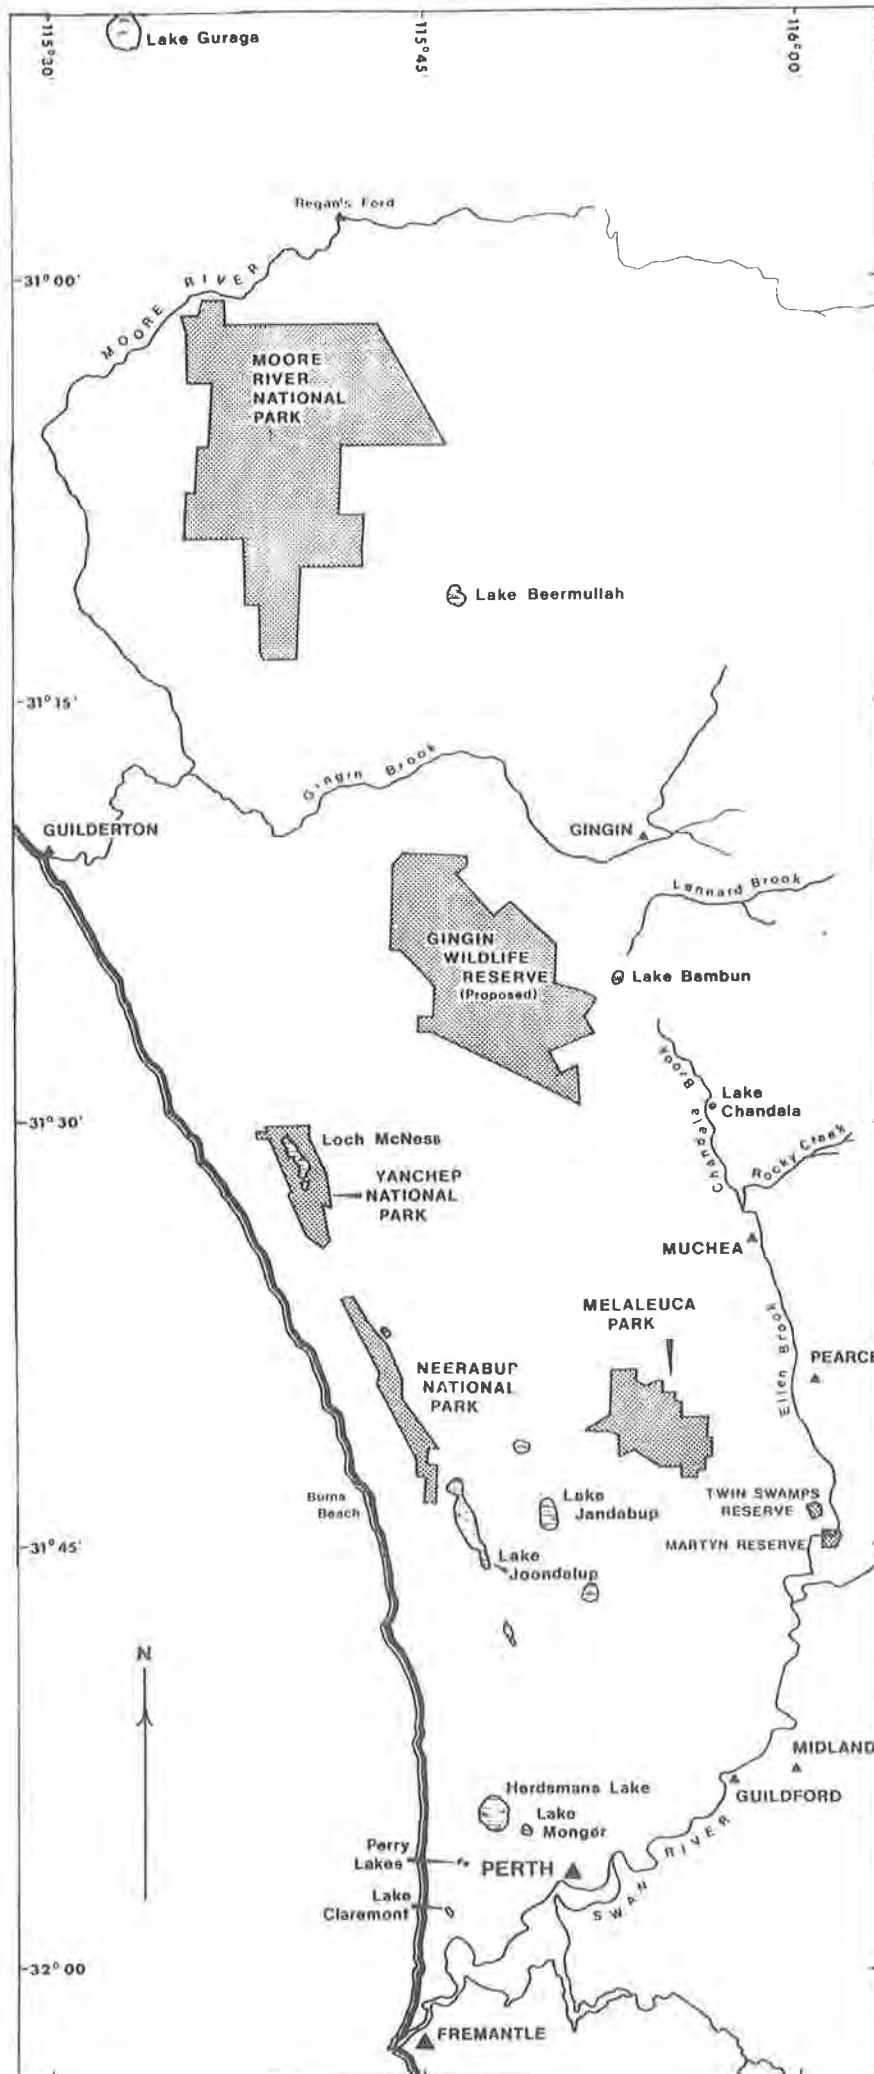 115°30'
115°45'
116°00'
Lake Guraga
Regan's Ford
31°00'
MOORE RIVER
MOORE
RIVER
NATIONAL
PARK
Lake Beermullah
31°15'
Gingin Brook
GUILDERTON
GINGIN
Lennard Brook
GINGIN
WILDLIFE
RESERVE
(Proposed)
Lake Bambun
Chandala Brook
Lake
Chandala
31°30'
Loch McNess
Rocky Creek
YANCHEP
NATIONAL
PARK
MUCHEA
MELALEUCA
PARK
Ellen Brook
PEARCE
NEERABUP
NATIONAL
PARK
Burns
Beach
Lake
Jandabup
TWIN SWAMPS
RESERVE
MARTYN RESERVE
31°45'
Lake
Joondalup
N
MIDLAND
GUILDFORD
Herdsmans Lake
Lake
Monger
Perry
Lakes
PERTH
SWAN RIVER
Lake
Claremont
32°00
FREMANTLE